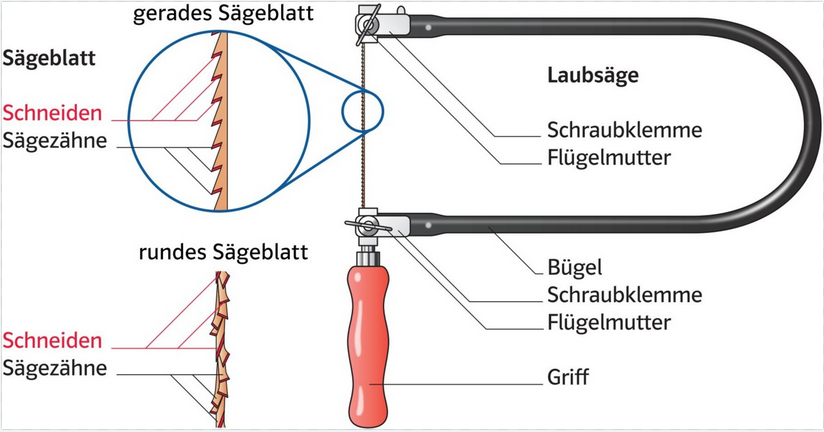 gerades Sägeblatt
Sägeblatt
Schneiden
Sägezähne
rundes Sägeblatt
Schneiden
Sägezähne
Laubsäge
Schraubklemme
Flügelmutter
Bügel
Schraubklemme
Flügelmutter
Griff